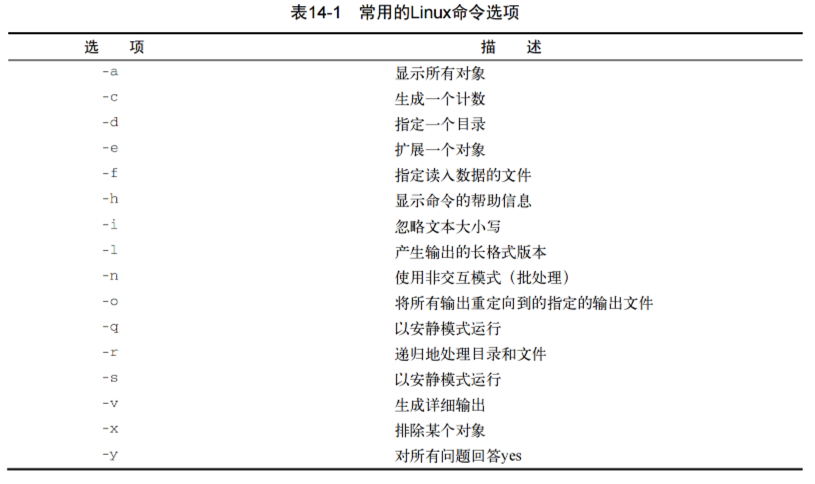 表14-1 常用的Linux命令选项
选 项 描 述
-a 显示所有对象
-c 生成一个计数
-d 指定一个目录
-e 扩展一个对象
-f 指定读入数据的文件
-h 显示命令的帮助信息
-i 忽略文本大小写
-l 产生输出的长格式版本
-n 使用非交互模式（批处理）
-o 将所有输出重定向到的指定的输出文件
-q 以安静模式运行
-r 递归地处理目录和文件
-s 以安静模式运行
-v 生成详细输出
-x 排除某个对象
-y 对所有问题回答yes